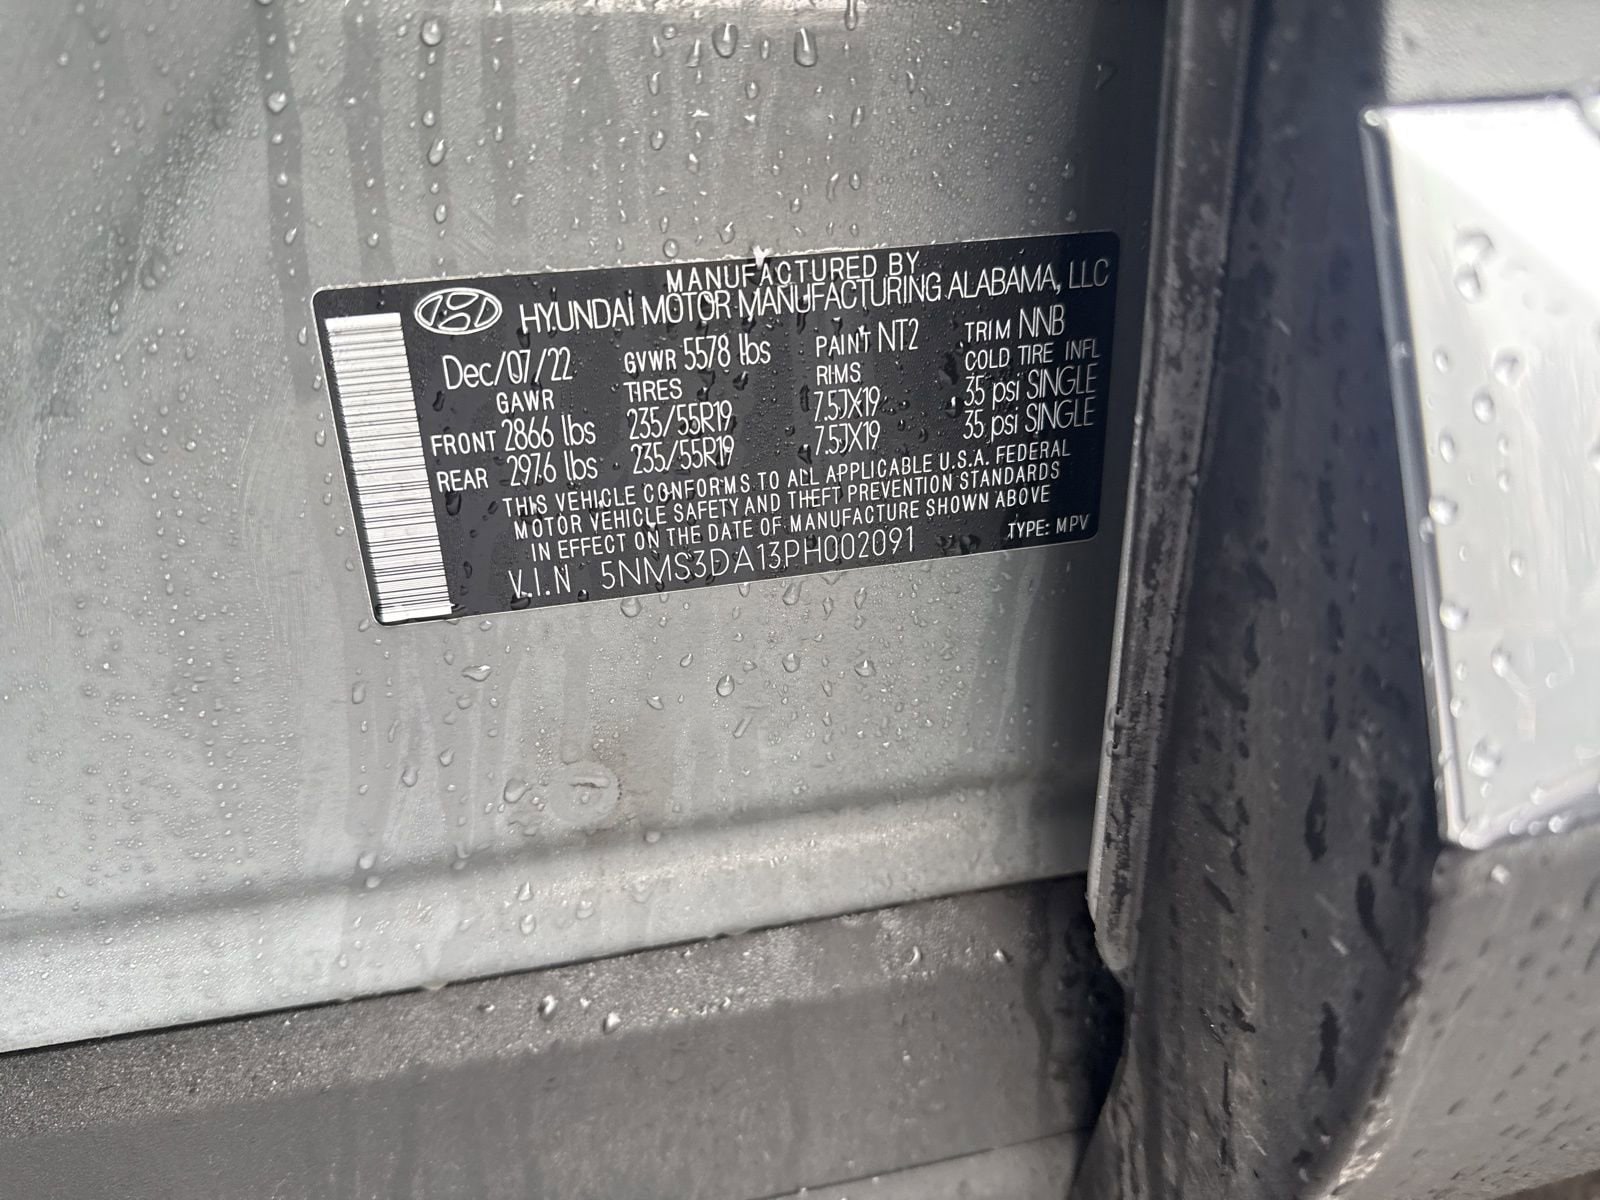 MANUFACTURED BY
HYUNDAI MOTOR MANUFACTURING ALABAMA, LLC
Dec/07/22 GVWR 5578 lbs PAINT NT2 TRIM NNB
GAWR TIRES RIMS COLD TIRE INFL
FRONT 2866 lbs 235/55R19 7.5JX19 35 psi SINGLE
REAR 2976 lbs 235/55R19 7.5JX19 35 psi SINGLE
THIS VEHICLE CONFORMS TO ALL APPLICABLE U.S.A. FEDERAL
MOTOR VEHICLE SAFETY AND THEFT PREVENTION STANDARDS
IN EFFECT ON THE DATE OF MANUFACTURE SHOWN ABOVE
V.I.N. 5NMS3DA13PH002091 TYPE: MPV